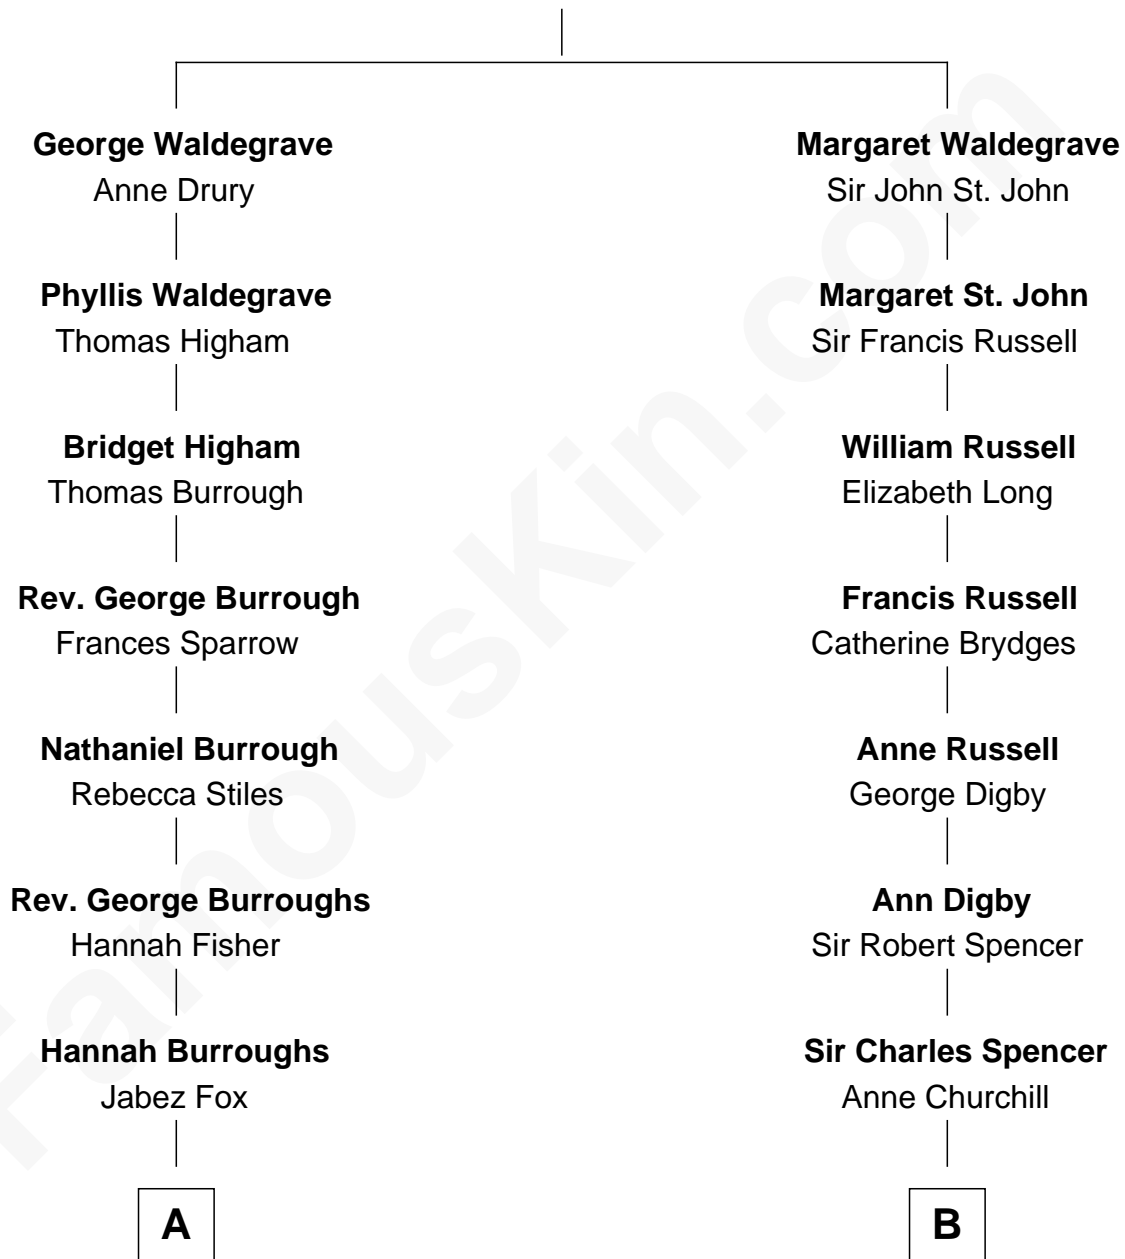 George Waldegrave
Anne Drury
Phyllis Waldegrave
Thomas Higham
Bridget Higham
Thomas Burrough
Rev. George Burrough
Frances Sparrow
Nathaniel Burrough
Rebecca Stiles
Rev. George Burroughs
Hannah Fisher
Hannah Burroughs
Jabez Fox
A
Margaret Waldegrave
Sir John St. John
Margaret St. John
Sir Francis Russell
William Russell
Elizabeth Long
Francis Russell
Catherine Brydges
Anne Russell
George Digby
Ann Digby
Sir Robert Spencer
Sir Charles Spencer
Anne Churchill
B
FamousKin.com